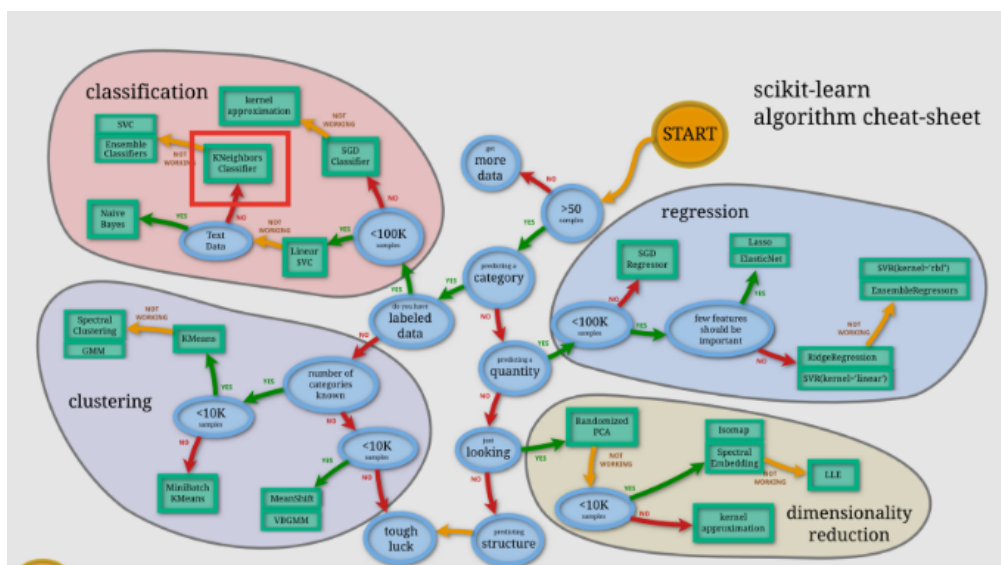 scikit-learn
algorithm cheat-sheet
START
classification
kernel
approximation
NOT
WORKING
SVC
Ensemble
Classifiers
NOT
WORKING
KNeighbors
Classifier
SGD
Classifier
NO
NO
Naive
Bayes
YES
Text
Data
NOT
WORKING
Linear
SVC
YES
<100K
samples
get
more
data
NO
>50
samples
YES
predicting a
category
YES
NO
YES
do you have
labeled
data
NO
predicting a
quantity
YES
NO
just
looking
YES
NO
predicting
structure
tough
luck
regression
SGD
Regressor
NO
<100K
samples
YES
Lasso
ElasticNet
YES
few features
should be
important
NO
SVR(kernel='rbf')
EnsembleRegressors
NOT
WORKING
RidgeRegression
SVR(kernel='linear')
clustering
Spectral
Clustering
GMM
NOT
WORKING
KMeans
YES
<10K
samples
YES
number of
categories
known
NO
NO
MiniBatch
KMeans
<10K
samples
YES
NO
MeanShift
VBGMM
Randomized
PCA
NOT
WORKING
<10K
samples
YES
NO
Isomap
Spectral
Embedding
NOT
WORKING
LLE
kernel
approximation
dimensionality
reduction